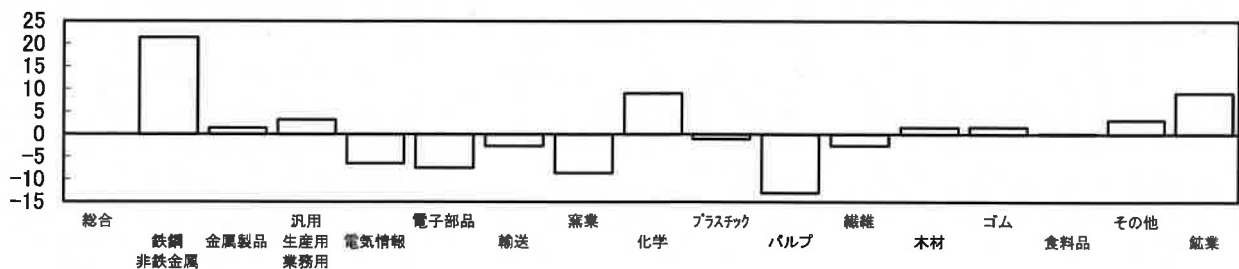 25
20
15
10
5
0
-5
-10
-15
総合
鉄鋼
非鉄金属
金属製品
汎用
生産用
業務用
電気情報
電子部品
輸送
窯業
化学
プラスチック
パルプ
繊維
木材
ゴム
食料品
その他
鉱業